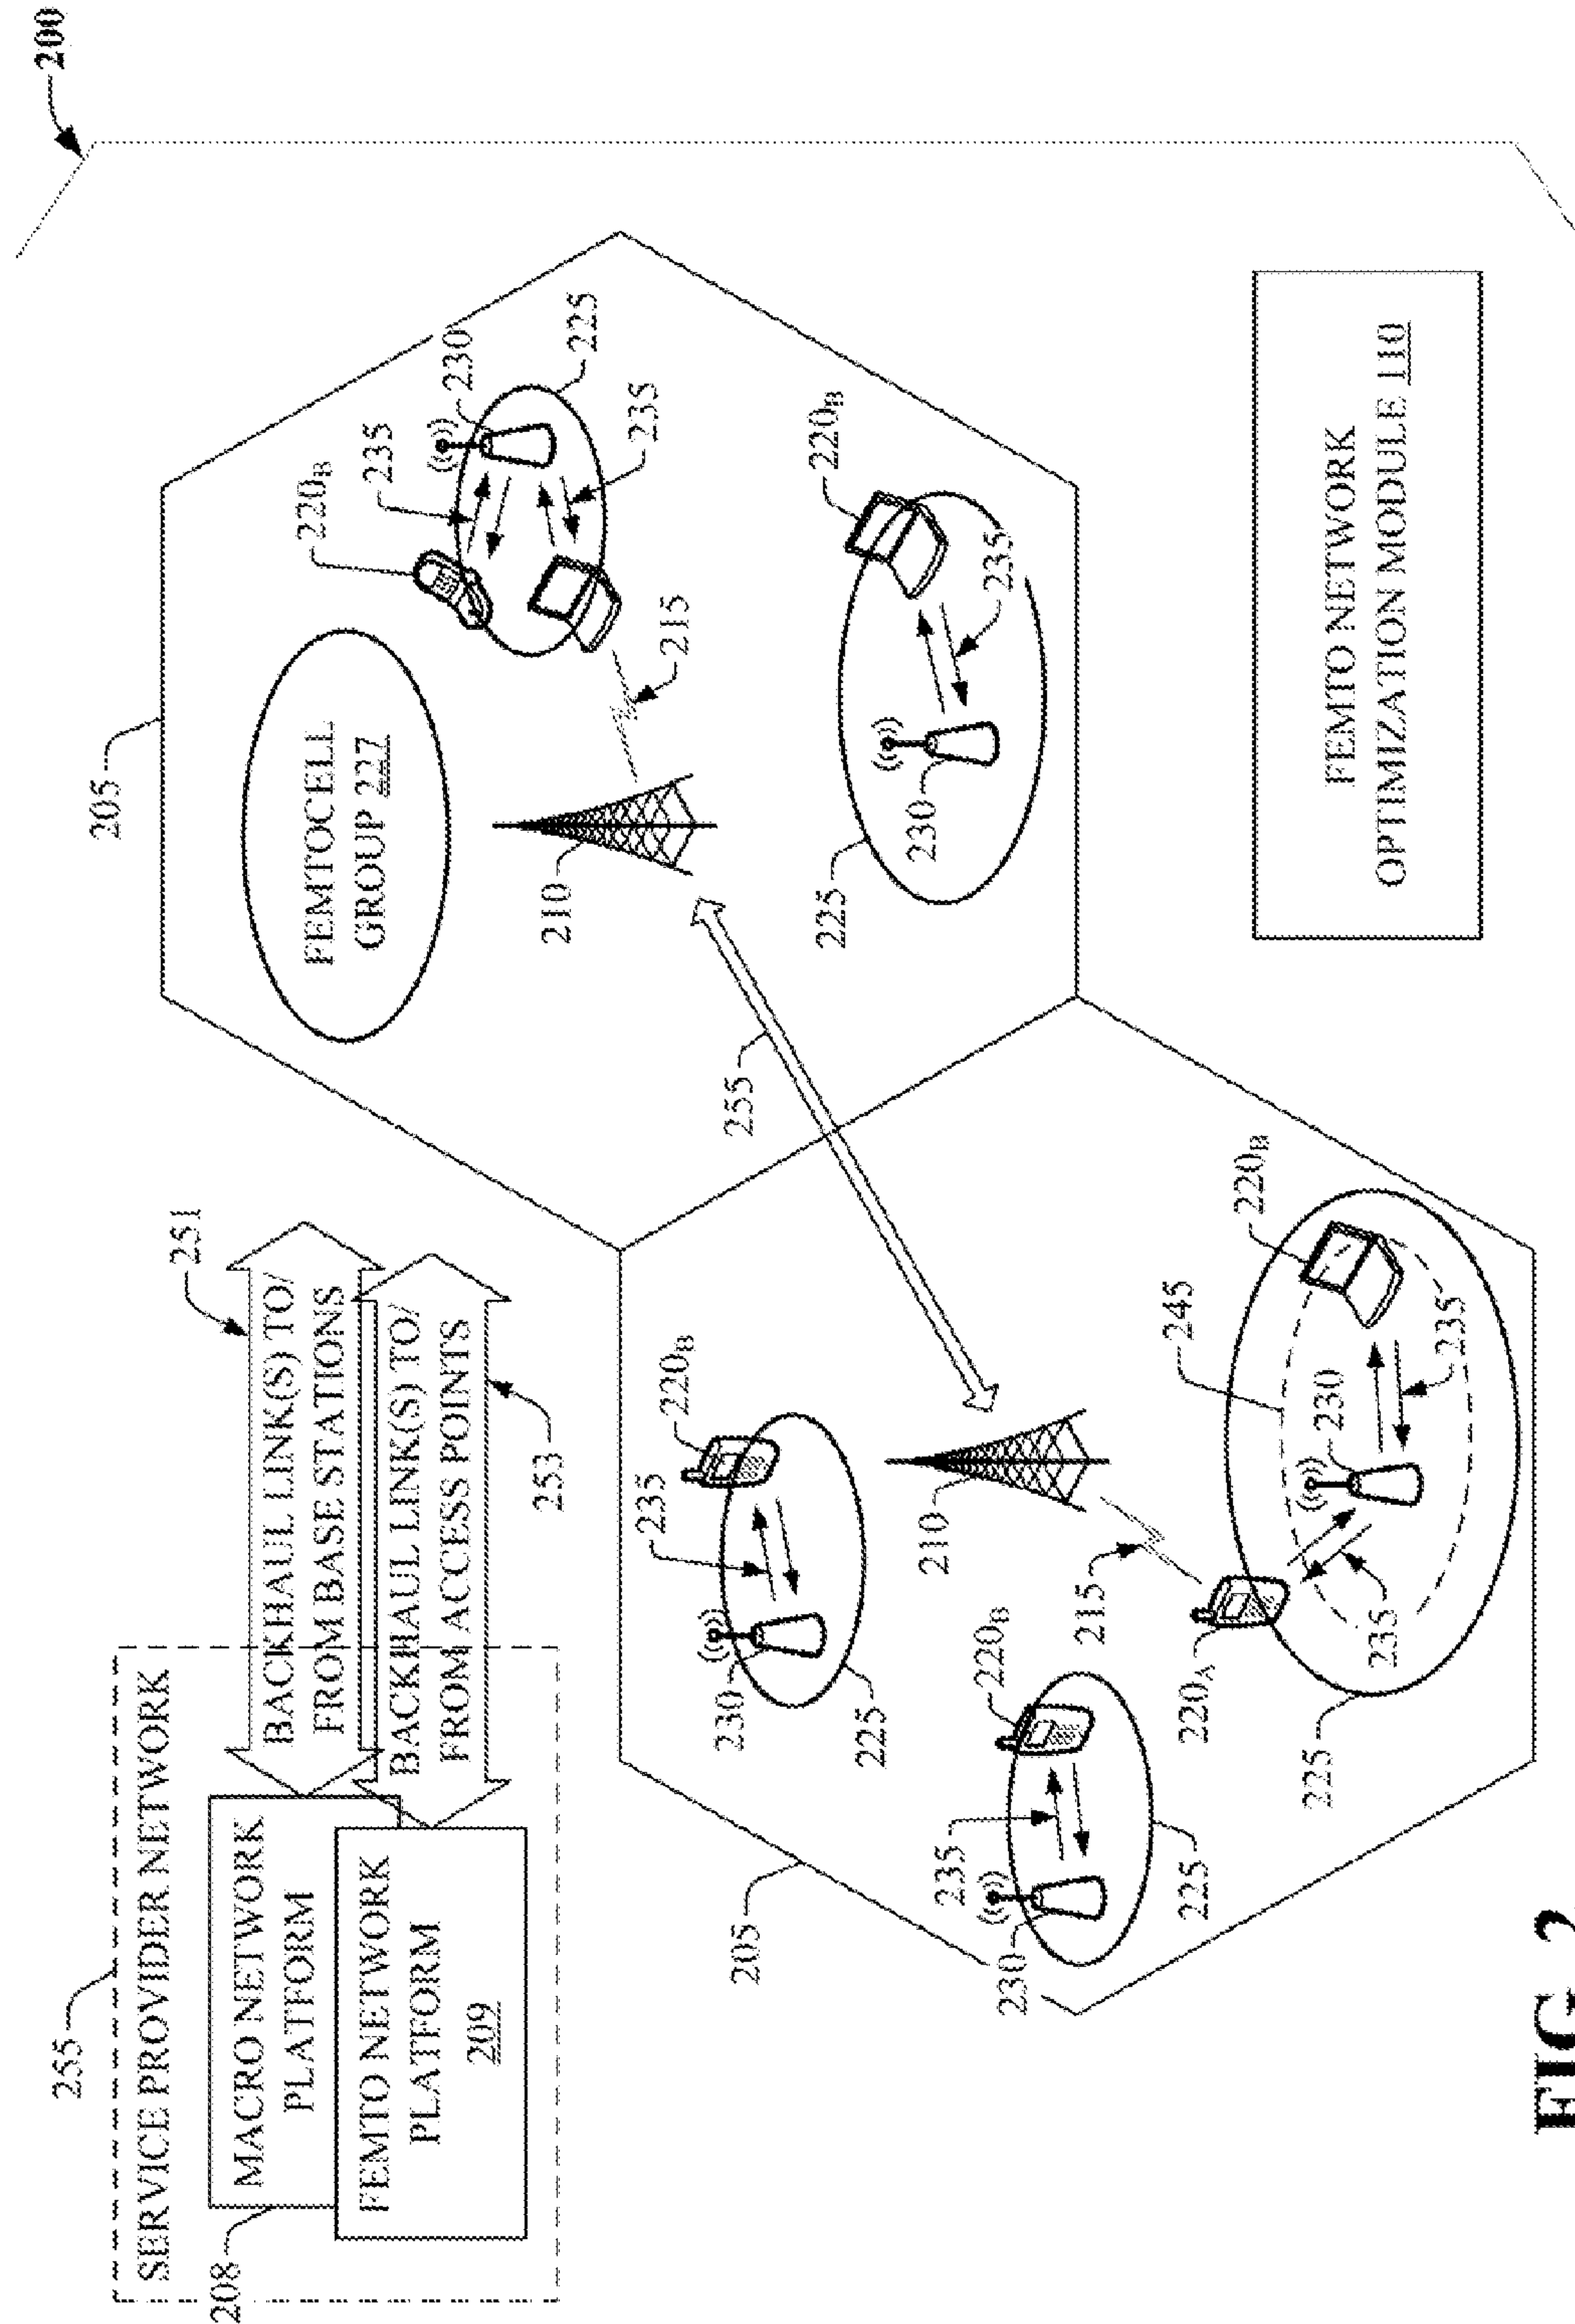 200
255
SERVICE PROVIDER NETWORK
MACRO NETWORK
PLATFORM
208
FEMTO NETWORK
PLATFORM
209
BACKHAUL LINK(S) TO/
FROM BASE STATIONS
251
BACKHAUL LINK(S) TO/
FROM ACCESS POINTS
253
205
FEMTOCELL
GROUP 227
220B
235
230
225
235
215
210
255
220B
235
230
225
235
220B
230
225
210
215
205
235
220B
230
225
245
220B
230
235
235
220A
225
FEMTO NETWORK
OPTIMIZATION MODULE 110
FIG. 2